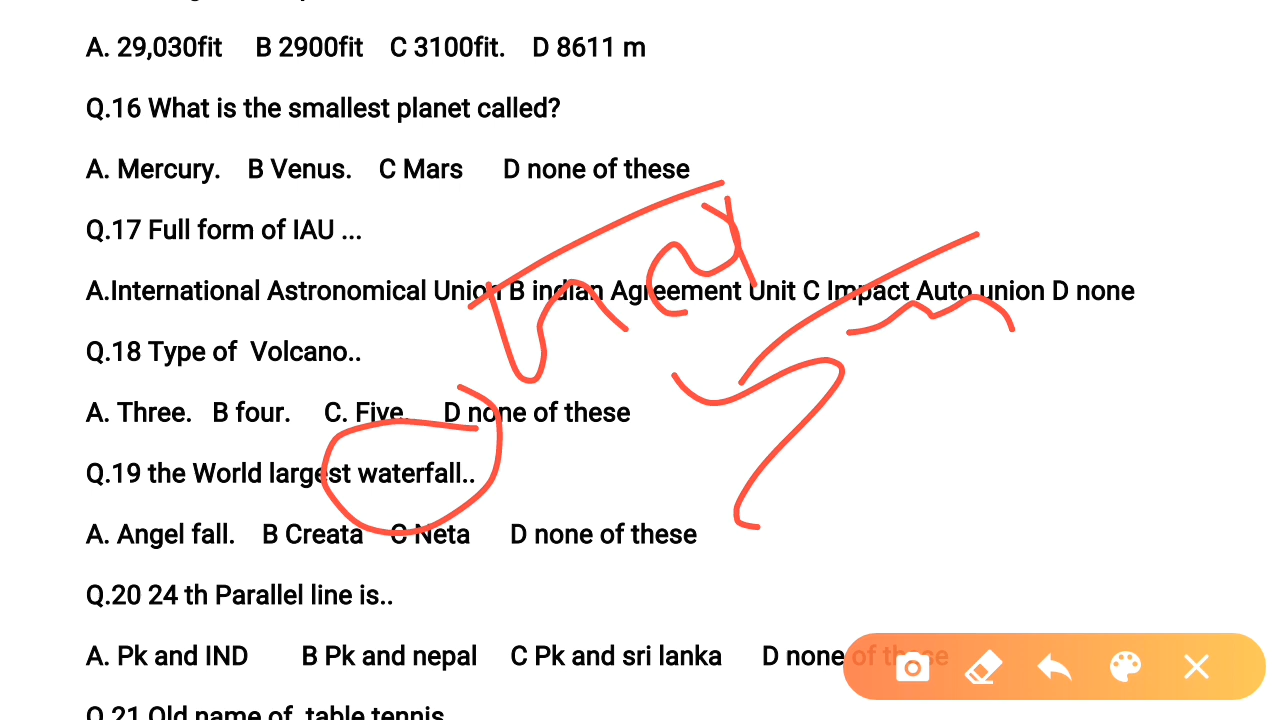 A. 29,030fit B 2900fit C 3100fit. D 8611 m
Q.16 What is the smallest planet called?
A. Mercury. B Venus. C Mars D none of these
Q.17 Full form of IAU ...
A.International Astronomical Union B indian Agreement Unit C Impact Auto union D none
Q.18 Type of Volcano..
A. Three. B four. C. Five. D none of these
Q.19 the World largest waterfall..
A. Angel fall. B Creata C Neta D none of these
Q.20 24 th Parallel line is..
A. Pk and IND B Pk and nepal C Pk and sri lanka D none of these
Q.21 Old name of table tennis